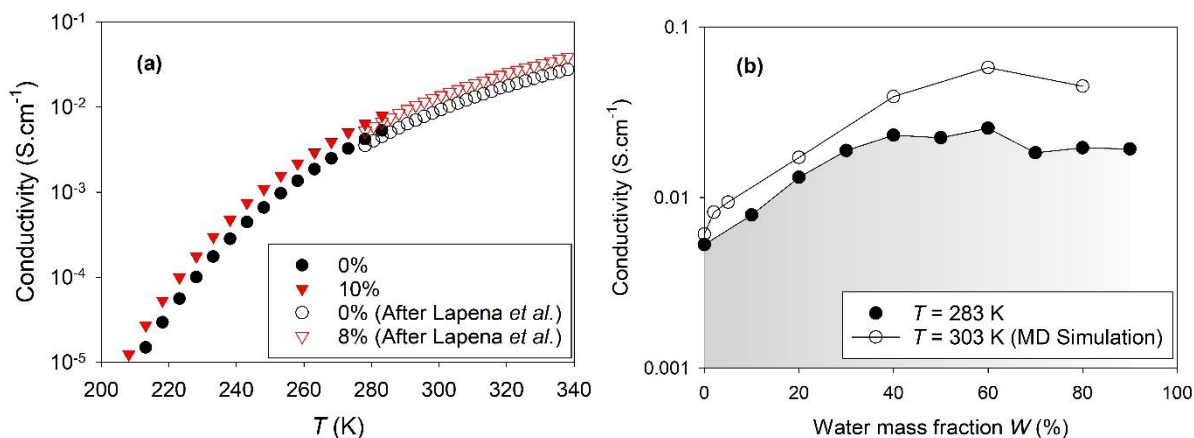 (a)
Conductivity (S.cm⁻¹)
10⁻¹
10⁻²
10⁻³
10⁻⁴
10⁻⁵
0%
10%
0% (After Lapena et al.)
8% (After Lapena et al.)
200 220 240 260 280 300 320 340
T (K)
(b)
Conductivity (S.cm⁻¹)
0.1
0.01
0.001
T = 283 K
T = 303 K (MD Simulation)
0 20 40 60 80 100
Water mass fraction W (%)